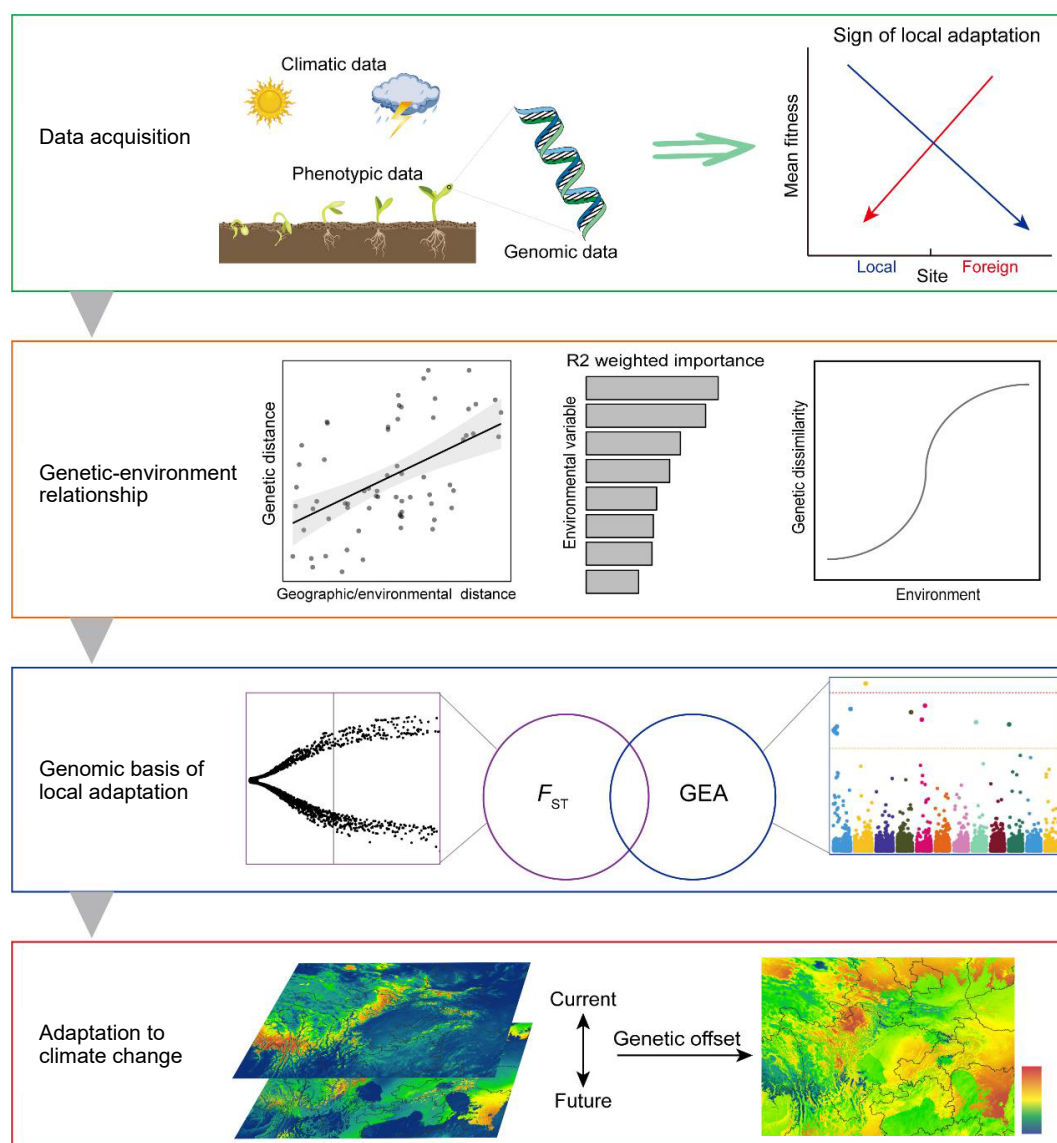 Data acquisition
Climatic data
Phenotypic data
Genomic data
Sign of local adaptation
Mean fitness
Local
Foreign
Site
Genetic-environment
relationship
Genetic distance
Geographic/environmental distance
R2 weighted importance
Environmental variable
Genetic dissimilarity
Environment
Genomic basis of
local adaptation
FST
GEA
Adaptation to
climate change
Current
Future
Genetic offset